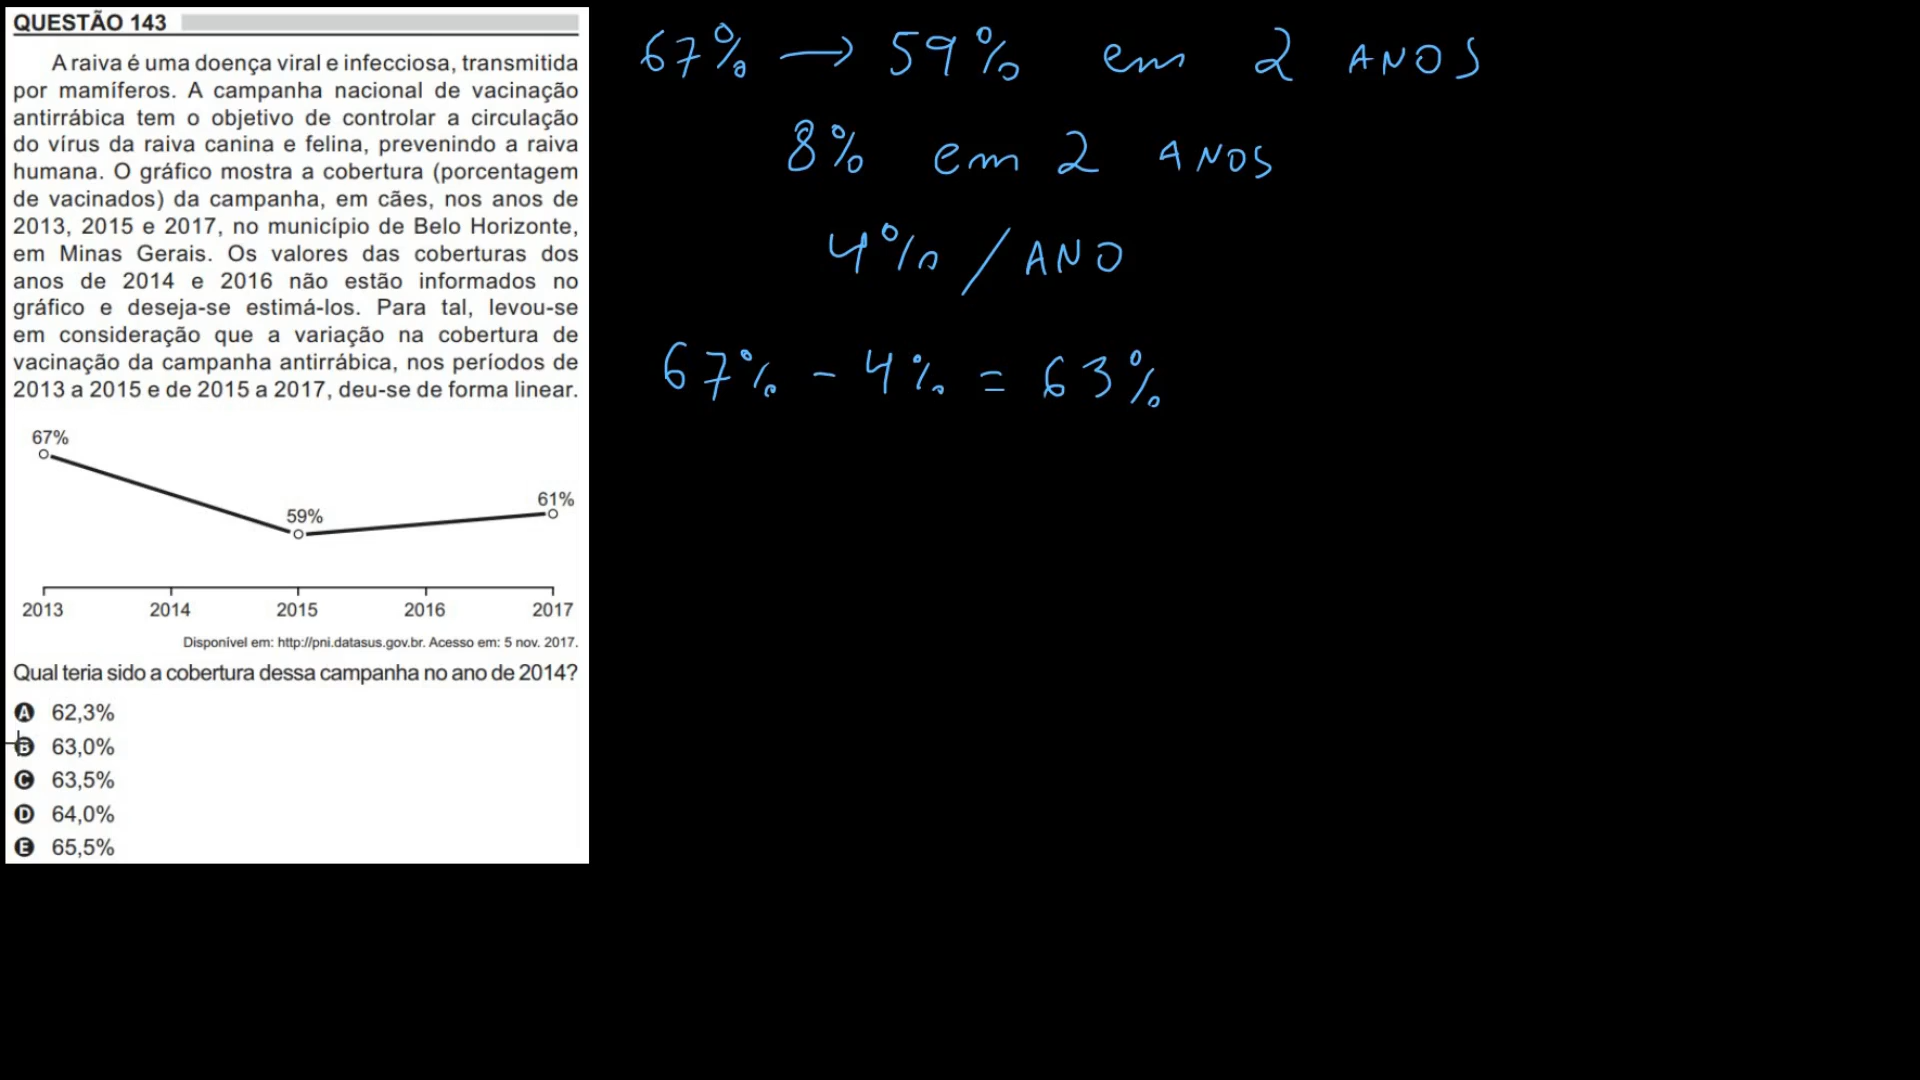 QUESTÃO 143
A raiva é uma doença viral e infecciosa, transmitida
por mamíferos. A campanha nacional de vacinação
antirrábica tem o objetivo de controlar a circulação
do vírus da raiva canina e felina, prevenindo a raiva
humana. O gráfico mostra a cobertura (porcentagem
de vacinados) da campanha, em cães, nos anos de
2013, 2015 e 2017, no município de Belo Horizonte,
em Minas Gerais. Os valores das coberturas dos
anos de 2014 e 2016 não estão informados no
gráfico e deseja-se estimá-los. Para tal, levou-se
em consideração que a variação na cobertura de
vacinação da campanha antirrábica, nos períodos de
2013 a 2015 e de 2015 a 2017, deu-se de forma linear.
67%
59%
61%
2013 2014 2015 2016 2017
Disponível em: http://pni.datasus.gov.br. Acesso em: 5 nov. 2017.
Qual teria sido a cobertura dessa campanha no ano de 2014?
A 62,3%
B 63,0%
C 63,5%
D 64,0%
E 65,5%
67% → 59% em 2 ANOS
8% em 2 ANOS
4% / ANO
67% - 4% = 63%